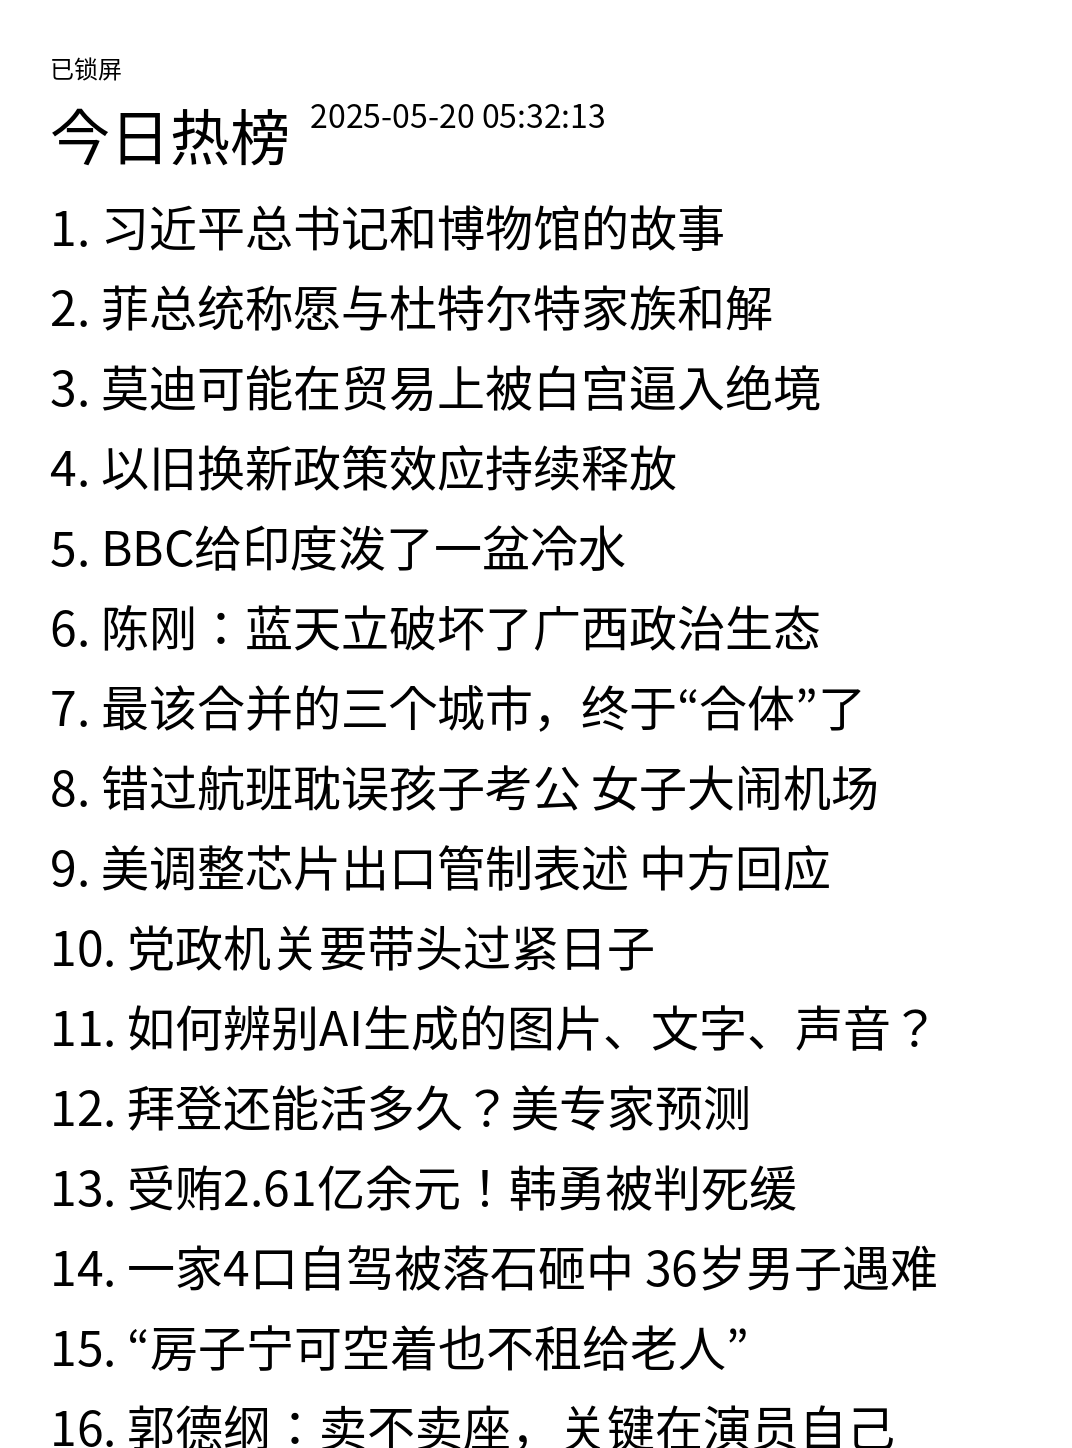 已锁屏
今日热榜 2025-05-20 05:32:13
1. 习近平总书记和博物馆的故事
2. 菲总统称愿与杜特尔特家族和解
3. 莫迪可能在贸易上被白宫逼入绝境
4. 以旧换新政策效应持续释放
5. BBC给印度泼了一盆冷水
6. 陈刚：蓝天立破坏了广西政治生态
7. 最该合并的三个城市，终于“合体”了
8. 错过航班耽误孩子考公 女子大闹机场
9. 美调整芯片出口管制表述 中方回应
10. 党政机关要带头过紧日子
11. 如何辨别AI生成的图片、文字、声音？
12. 拜登还能活多久？美专家预测
13. 受贿2.61亿余元！韩勇被判死缓
14. 一家4口自驾被落石砸中 36岁男子遇难
15. “房子宁可空着也不租给老人”
16. 郭德纲：卖不卖座，关键在演员自己